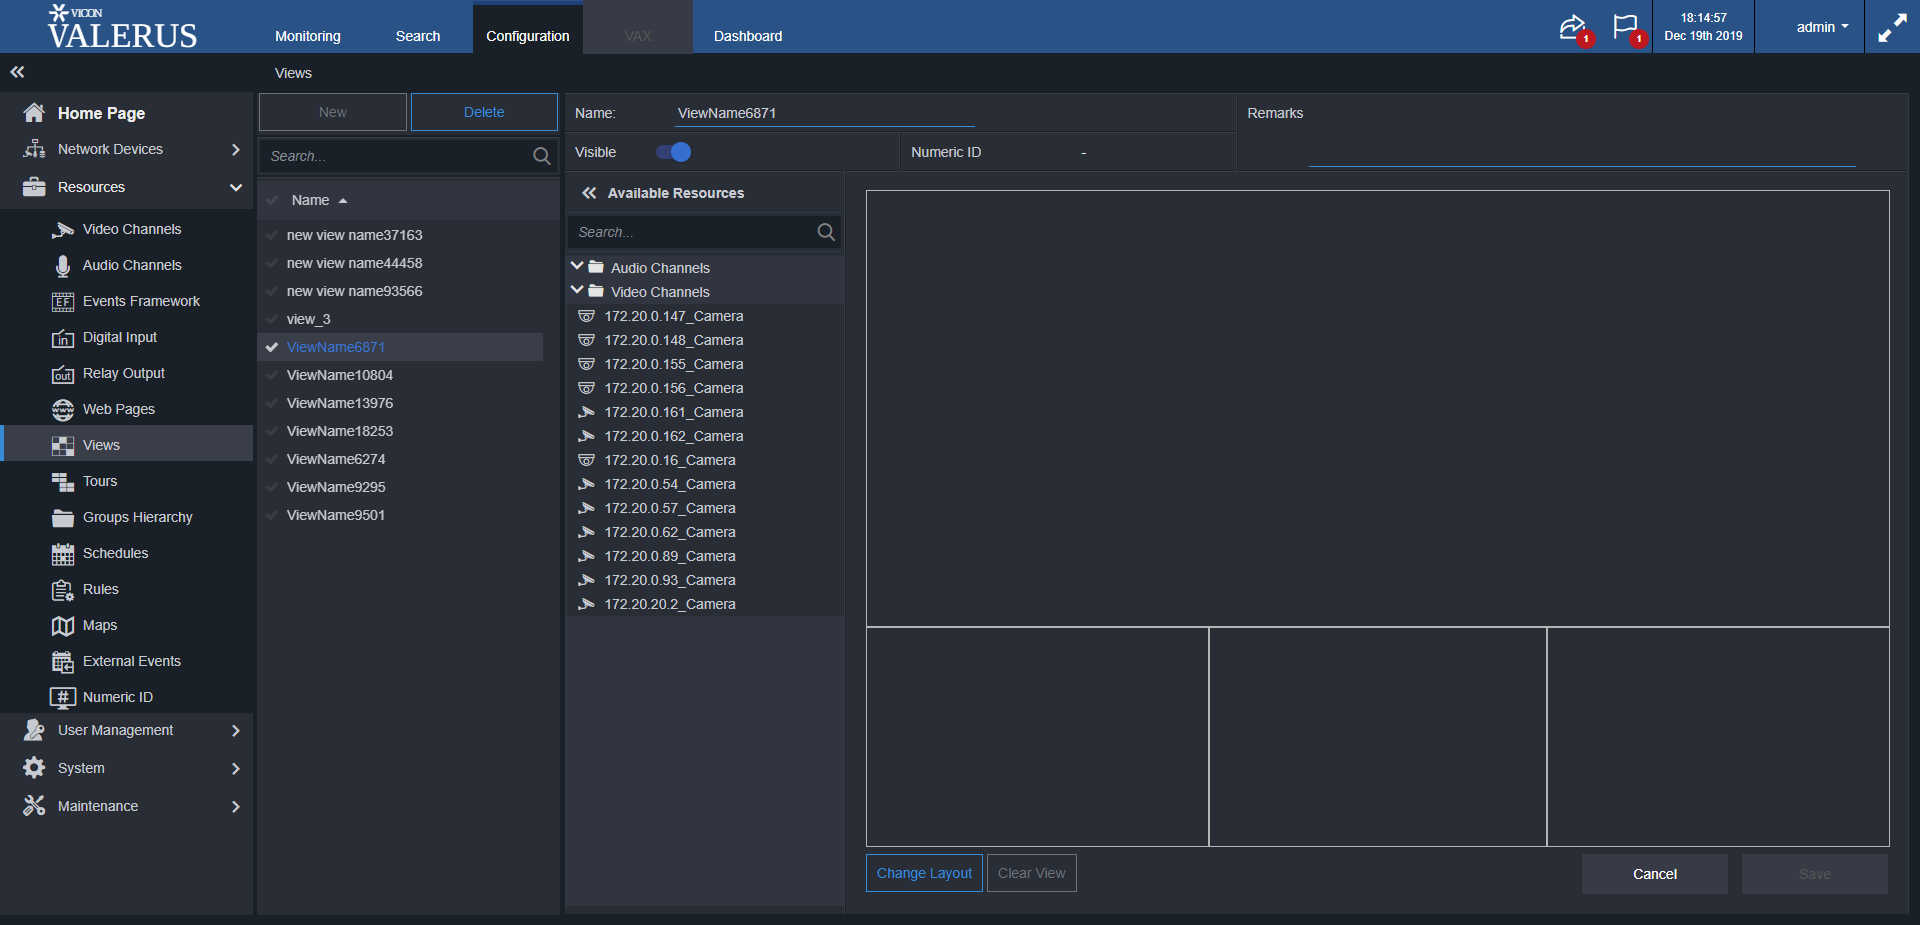 VICON
VALERUS
Monitoring
Search
Configuration
VAX
Dashboard
1
1
18:14:57
Dec 19th 2019
admin
Views
Home Page
Network Devices
Resources
Video Channels
Audio Channels
EF Events Framework
in Digital Input
out Relay Output
www Web Pages
Views
Tours
Groups Hierarchy
Schedules
Rules
Maps
External Events
# Numeric ID
User Management
System
Maintenance
New
Delete
Search...
Name
new view name37163
new view name44458
new view name93566
view_3
ViewName6871
ViewName10804
ViewName13976
ViewName18253
ViewName6274
ViewName9295
ViewName9501
Name:
ViewName6871
Remarks
Visible
Numeric ID
-
Available Resources
Search...
Audio Channels
Video Channels
172.20.0.147_Camera
172.20.0.148_Camera
172.20.0.155_Camera
172.20.0.156_Camera
172.20.0.161_Camera
172.20.0.162_Camera
172.20.0.16_Camera
172.20.0.54_Camera
172.20.0.57_Camera
172.20.0.62_Camera
172.20.0.89_Camera
172.20.0.93_Camera
172.20.20.2_Camera
Change Layout
Clear View
Cancel
Save